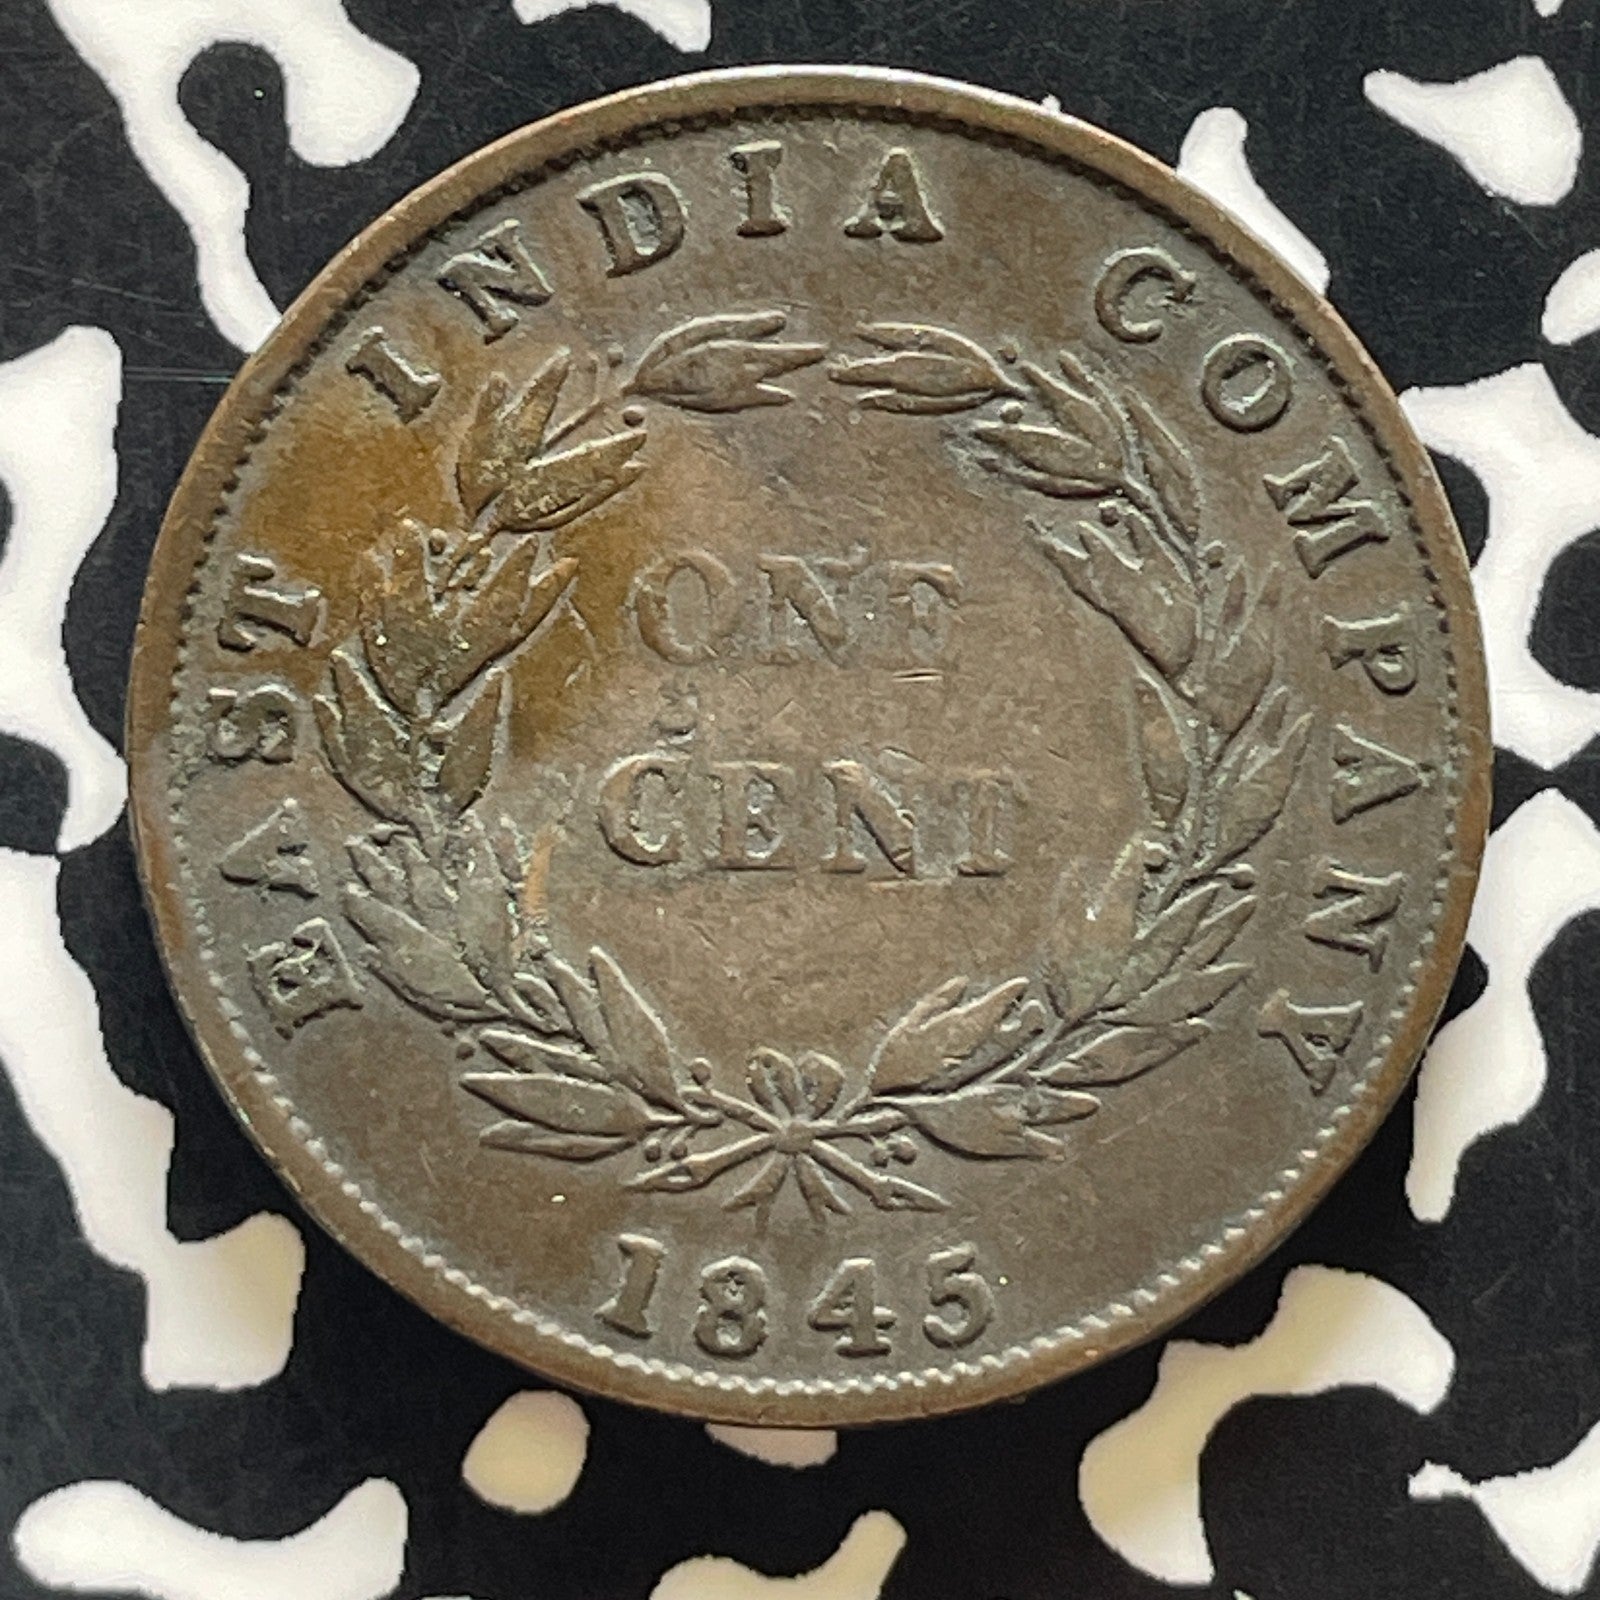 EAST INDIA COMPANY
ONE
CENT
1845